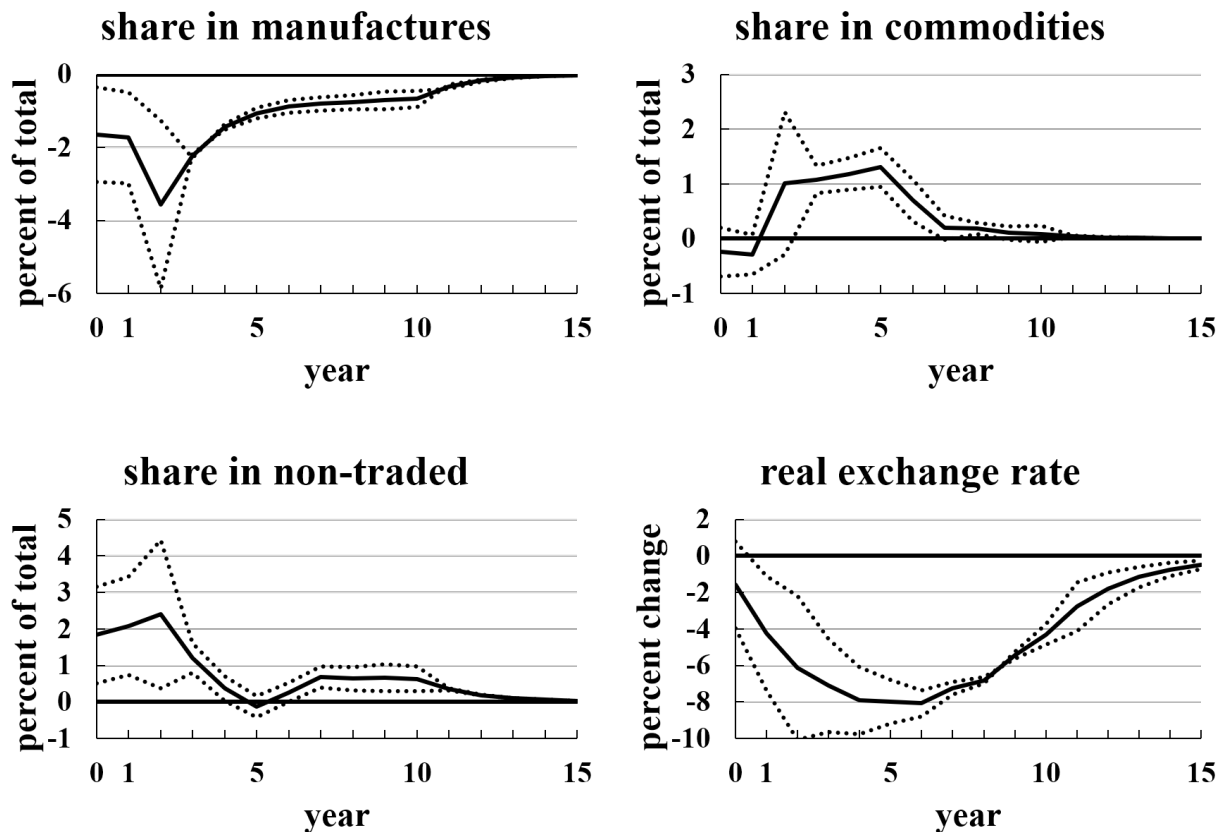 share in manufactures
percent of total
0
-2
-4
-6
0 1 5 10 15
year
share in commodities
percent of total
3
2
1
0
-1
0 1 5 10 15
year
share in non-traded
percent of total
5
4
3
2
1
0
-1
0 1 5 10 15
year
real exchange rate
percent change
2
0
-2
-4
-6
-8
-10
0 1 5 10 15
year